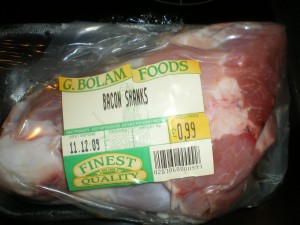 G. BOLAM FOODS
BACON SHANKS
11.12.09
£0.99
FINEST
QUALITY